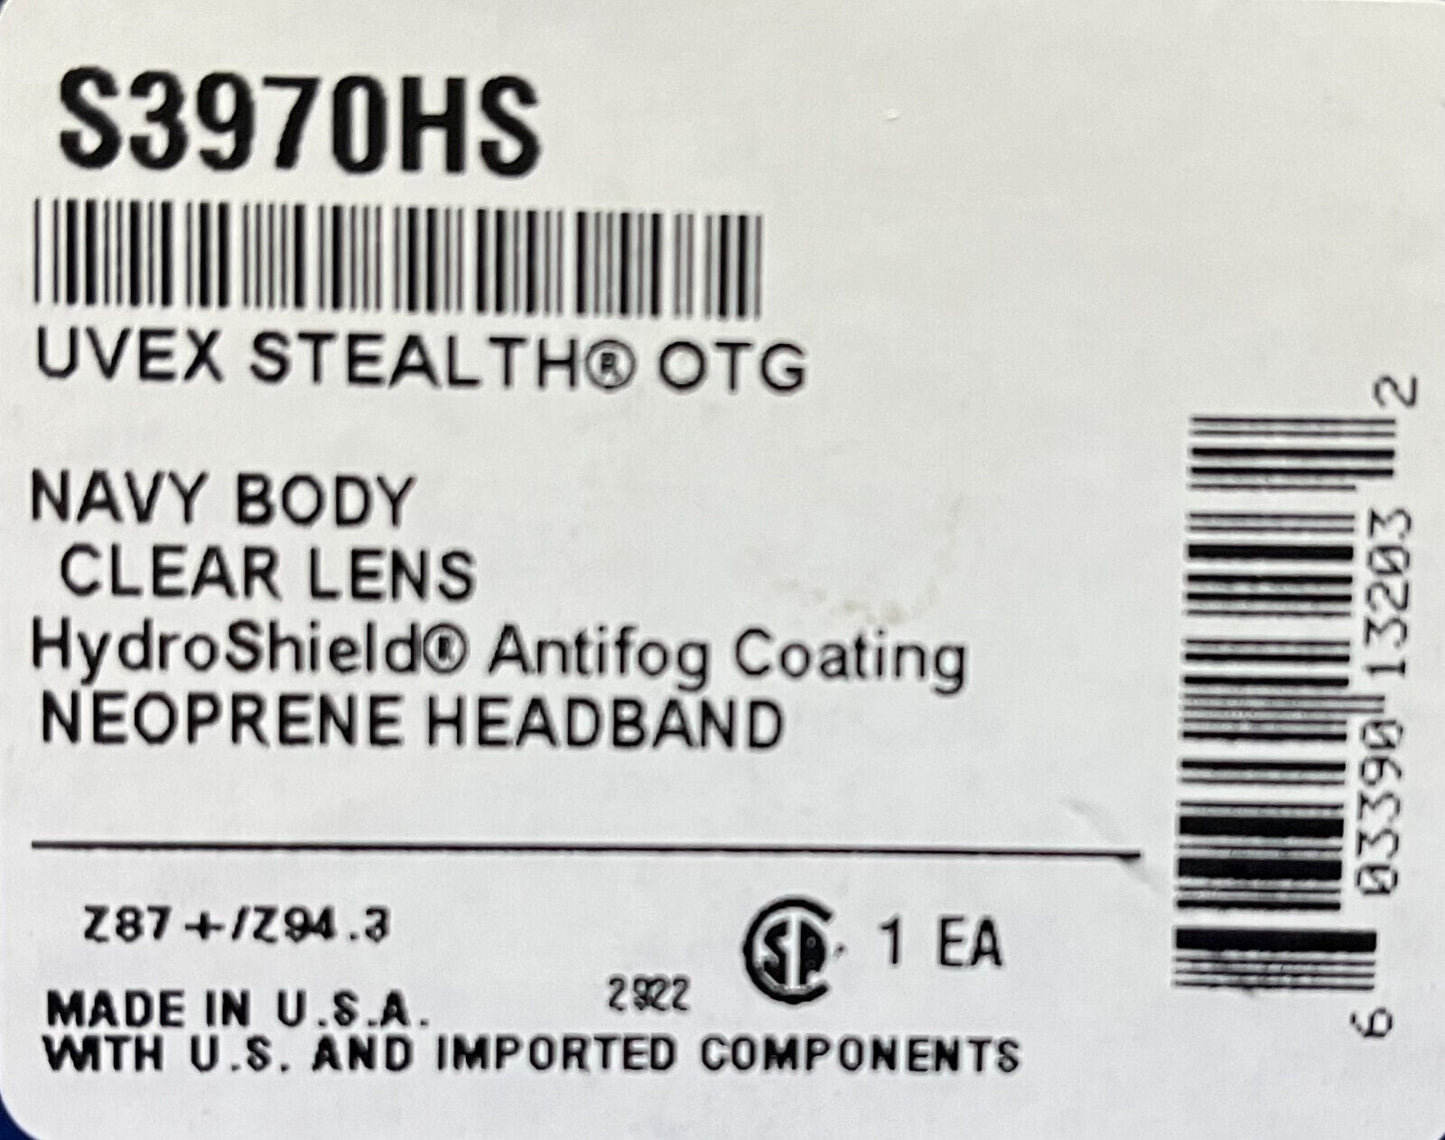 S3970HS
UVEX STEALTH® OTG
NAVY BODY
CLEAR LENS
HydroShield® Antifog Coating
NEOPRENE HEADBAND
Z87+/Z94.3
SA 1 EA
2922
MADE IN U.S.A.
WITH U.S. AND IMPORTED COMPONENTS
6 03390 13203 2